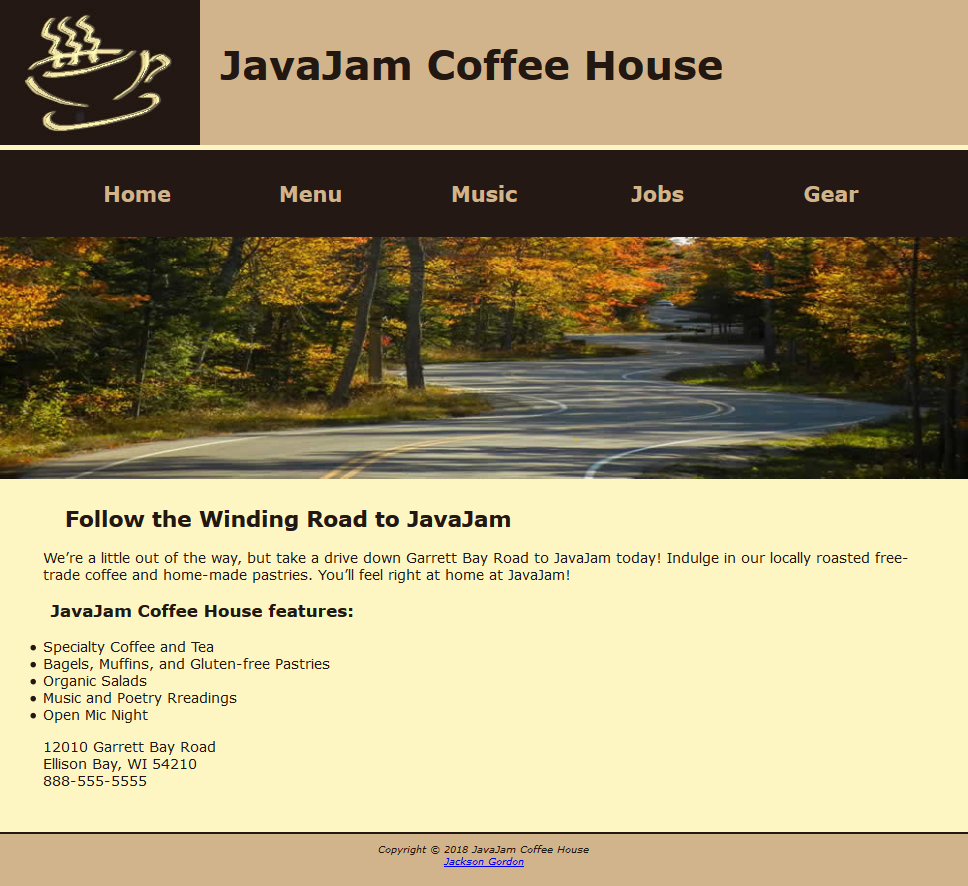 JavaJam Coffee House
Home Menu Music Jobs Gear
Follow the Winding Road to JavaJam
We’re a little out of the way, but take a drive down Garrett Bay Road to JavaJam today! Indulge in our locally roasted free-
trade coffee and home-made pastries. You’ll feel right at home at JavaJam!
JavaJam Coffee House features:
• Specialty Coffee and Tea
• Bagels, Muffins, and Gluten-free Pastries
• Organic Salads
• Music and Poetry Rreadings
• Open Mic Night
12010 Garrett Bay Road
Ellison Bay, WI 54210
888-555-5555
Copyright © 2018 JavaJam Coffee House
Jackson Gordon